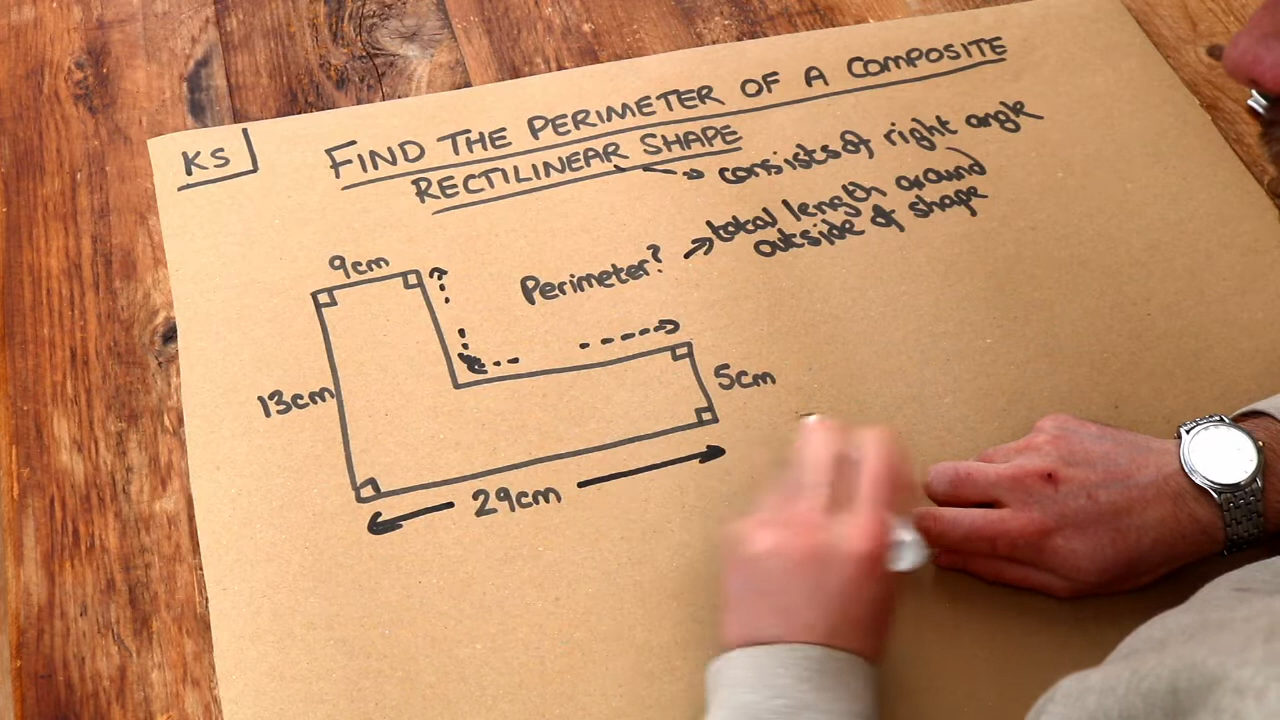 KS
FIND THE PERIMETER OF A COMPOSITE
RECTILINEAR SHAPE
consists of right angle
total length around
outside of shape
Perimeter?
9cm
13cm
5cm
29cm